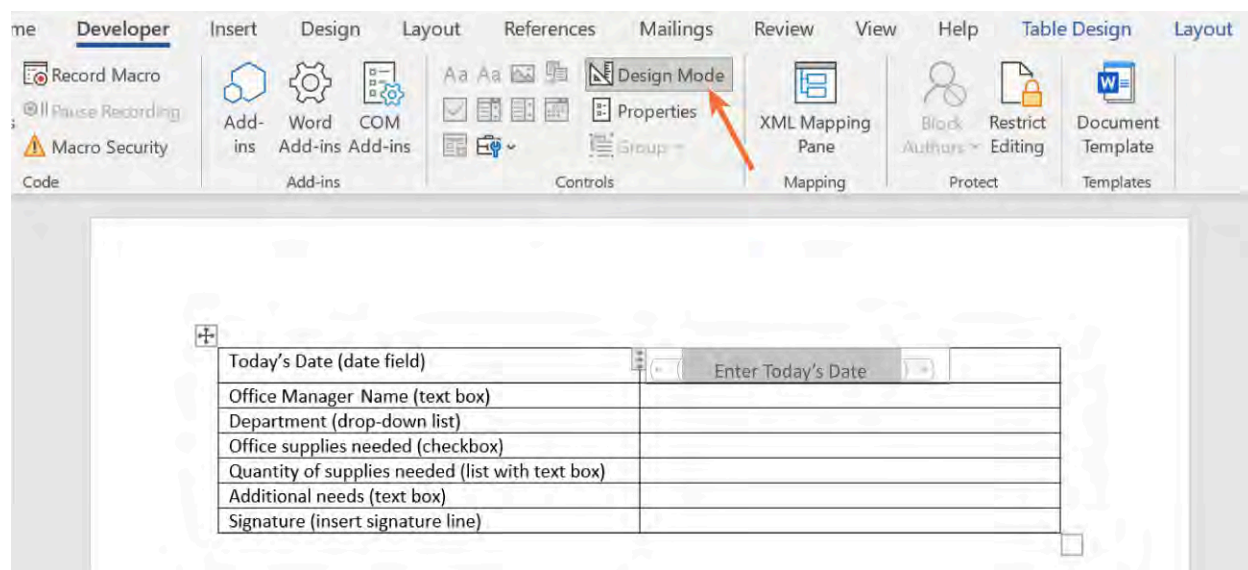 me Developer Insert Design Layout References Mailings Review View Help Table Design Layout
Record Macro
Pause Recording
Macro Security
Code
Add-
ins
Word
Add-ins
COM
Add-ins
Add-ins
Aa Aa
Design Mode
Properties
Group
Controls
XML Mapping
Pane
Mapping
Block
Authors
Restrict
Editing
Protect
Document
Template
Templates
Today's Date (date field) Enter Today's Date
Office Manager Name (text box)
Department (drop-down list)
Office supplies needed (checkbox)
Quantity of supplies needed (list with text box)
Additional needs (text box)
Signature (insert signature line)